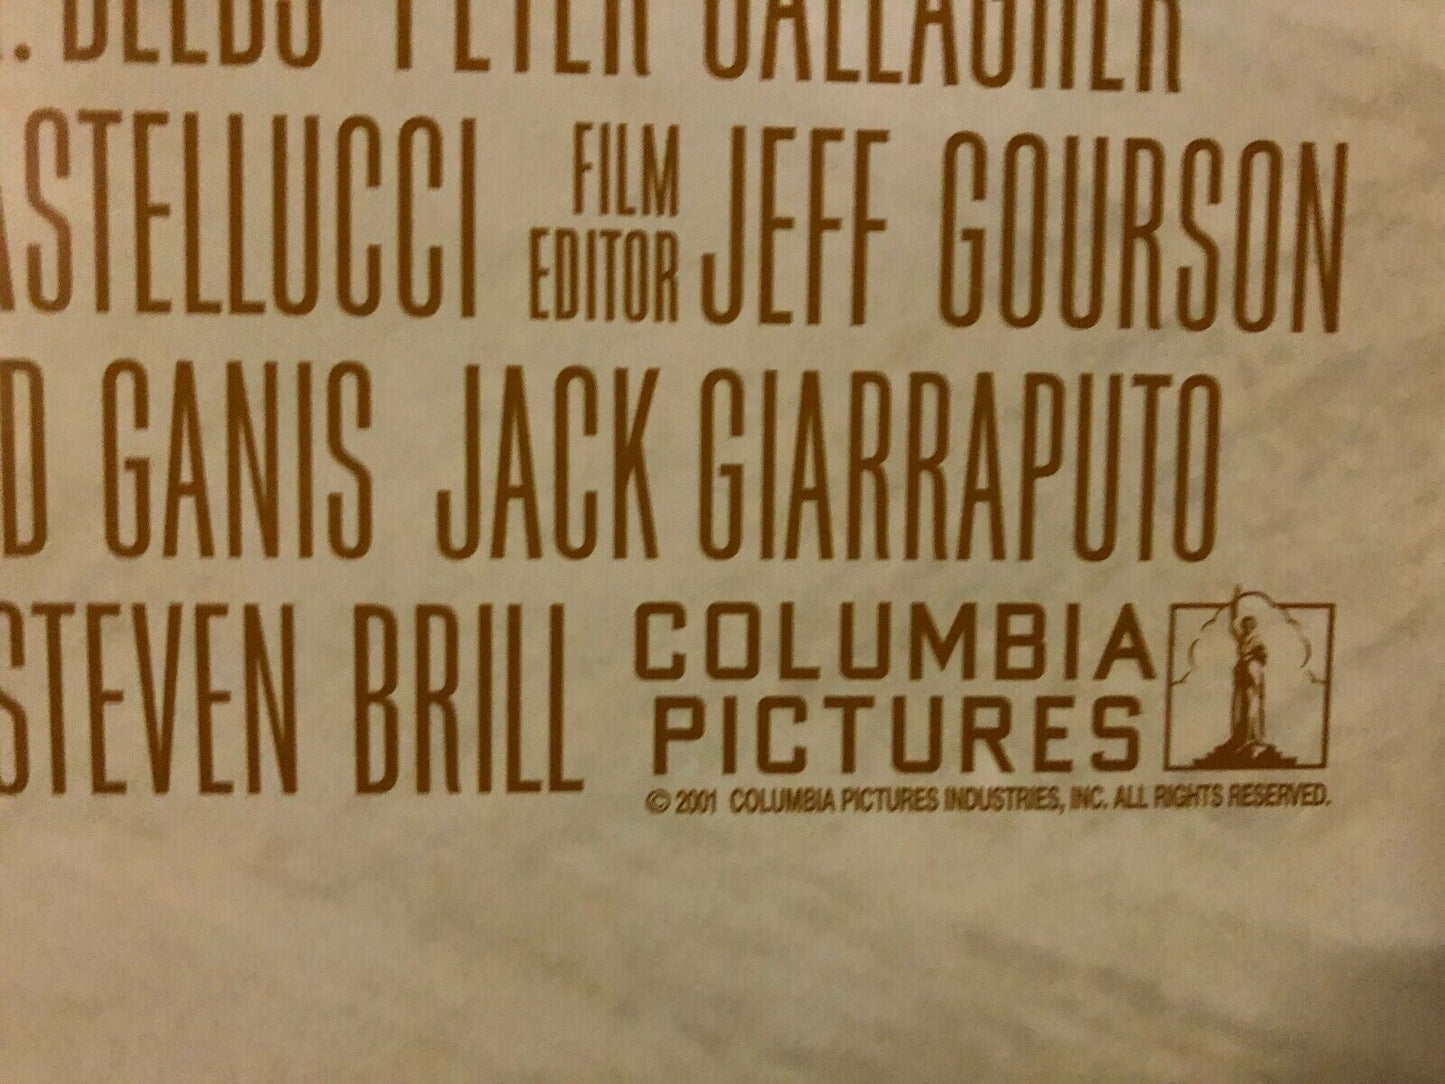 . DEEDS PETER GALLAGHER
ASTELLUCCI FILM EDITOR JEFF GOURSON
D GANIS JACK GIARRAPUTO
STEVEN BRILL COLUMBIA PICTURES
© 2001 COLUMBIA PICTURES INDUSTRIES, INC. ALL RIGHTS RESERVED.